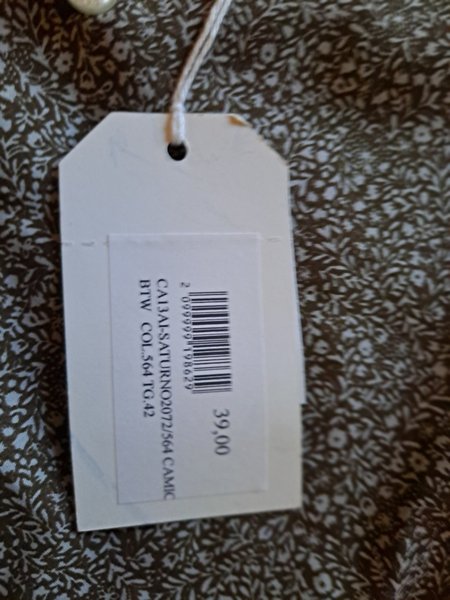 39,00
2 099999 198629
CA13AI-SATURNO2072/564 CAMIC
BTW COL.564 TG.42